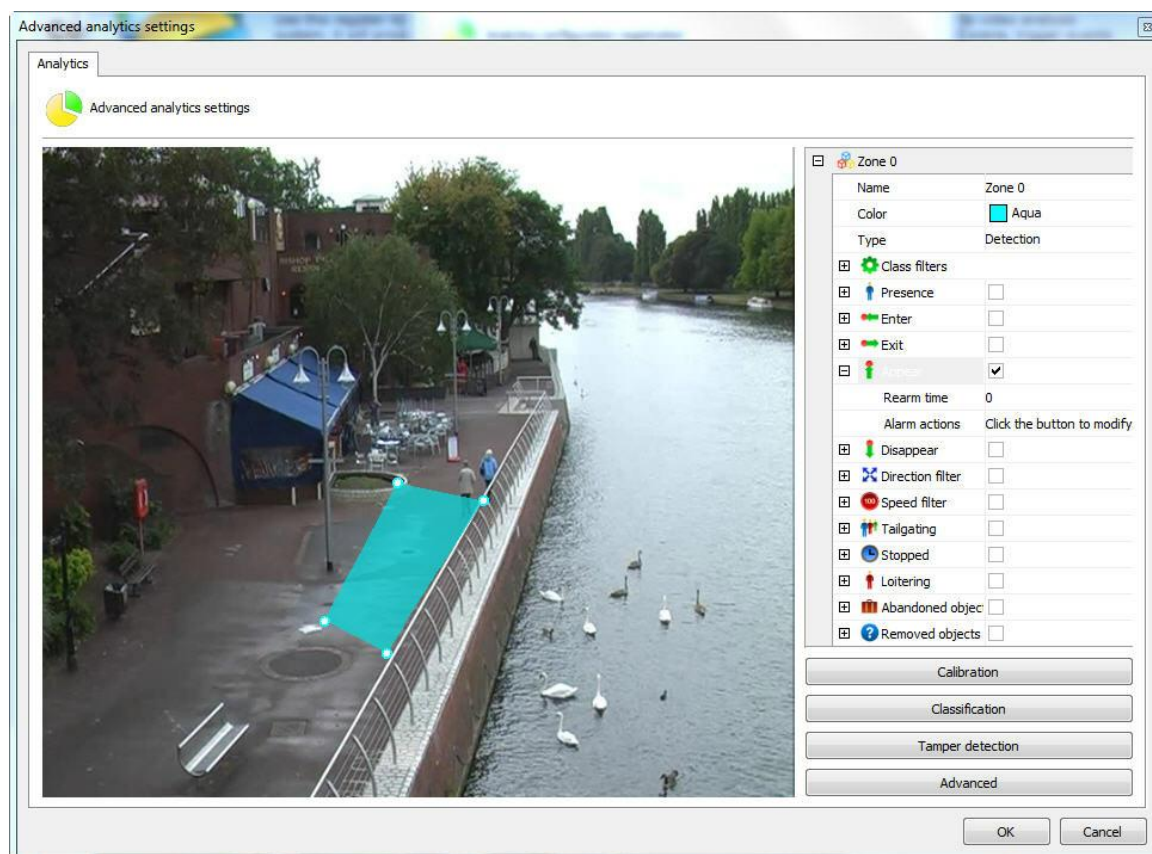 Advanced analytics settings
Analytics
Advanced analytics settings
Zone 0
Name Zone 0
Color Aqua
Type Detection
Class filters
Presence
Enter
Exit
Appear
Rearm time 0
Alarm actions Click the button to modify
Disappear
Direction filter
100 Speed filter
Tailgating
Stopped
Loitering
Abandoned objec
Removed objects
Calibration
Classification
Tamper detection
Advanced
OK Cancel